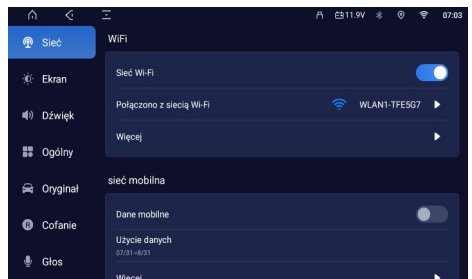 11.9V
07:03
Sieć
WiFi
Ekran
Sieć Wi-Fi
Połączono z siecią Wi-Fi
WLAN1-TFE5G7
Dźwięk
Więcej
Ogólny
sieć mobilna
Oryginał
Dane mobilne
Cofanie
Użycie danych
07/31–8/31
Głos
Więcej